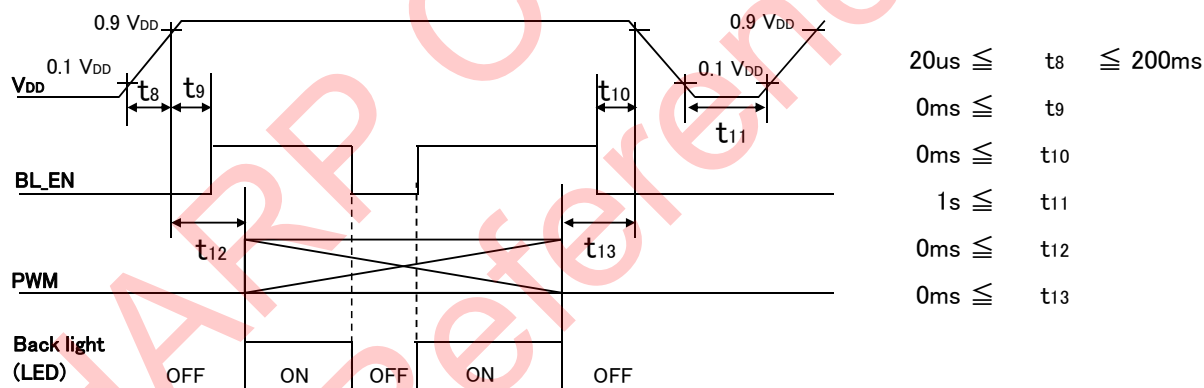 0.9 VDD
0.9 VDD
0.1 VDD
0.1 VDD
VDD
t8
t9
t10
t11
20us ≦ t8 ≦ 200ms
0ms ≦ t9
0ms ≦ t10
1s ≦ t11
0ms ≦ t12
0ms ≦ t13
BL_EN
t12
t13
PWM
Back light
(LED)
OFF
ON
OFF
ON
OFF